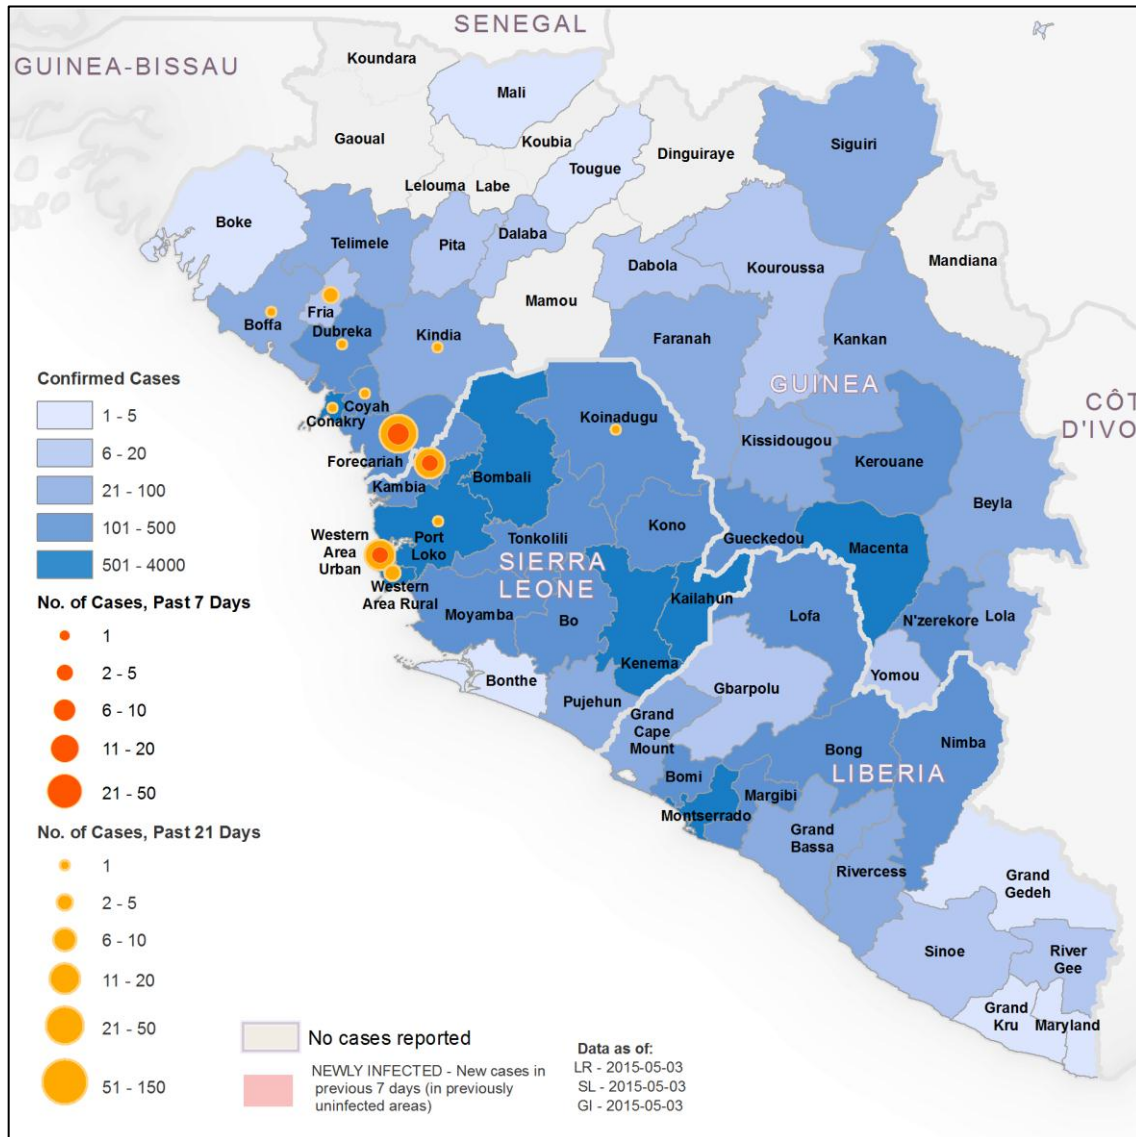 SENEGAL
GUINEA-BISSAU
Koundara
Mali
Gaoual
Koubia
Siguiri
Dinguiraye
Tougue
Lelouma
Labe
Boke
Dalaba
Telimele
Pita
Mandiana
Dabola
Kouroussa
Mamou
Fria
Boffa
Dubreka
Kindia
Faranah
Kankan
GUINEA
CÔT
D'IVO
Coyah
Conakry
Koinadugu
Kissidougou
Forecariah
Kerouane
Bombali
Kambia
Beyla
Kono
Port
Loko
Tonkolili
Gueckedou
Macenta
Western
Area
Urban
SIERRA
LEONE
Western
Area Rural
Kailahun
Moyamba
Bo
Lofa
N'zerekore
Lola
Kenema
Yomou
Bonthe
Gbarpolu
Pujehun
Grand
Cape
Mount
Nimba
Bong
LIBERIA
Bomi
Margibi
Montserrado
Grand
Bassa
Rivercess
Grand
Gedeh
Sinoe
River
Gee
Grand
Kru
Maryland
Confirmed Cases
1 - 5
6 - 20
21 - 100
101 - 500
501 - 4000
No. of Cases, Past 7 Days
1
2 - 5
6 - 10
11 - 20
21 - 50
No. of Cases, Past 21 Days
1
2 - 5
6 - 10
11 - 20
21 - 50
51 - 150
No cases reported
NEWLY INFECTED - New cases in
previous 7 days (in previously
uninfected areas)
Data as of:
LR - 2015-05-03
SL - 2015-05-03
GI - 2015-05-03